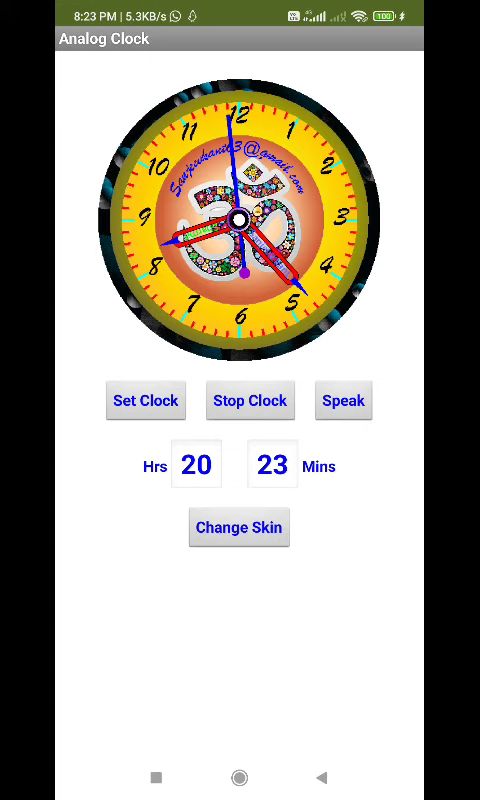 8:23 PM | 5.3KB/s
4G
100
Analog Clock
12
1
2
3
4
5
6
7
8
9
10
11
Set Clock
Stop Clock
Speak
Hrs 20 23 Mins
Change Skin